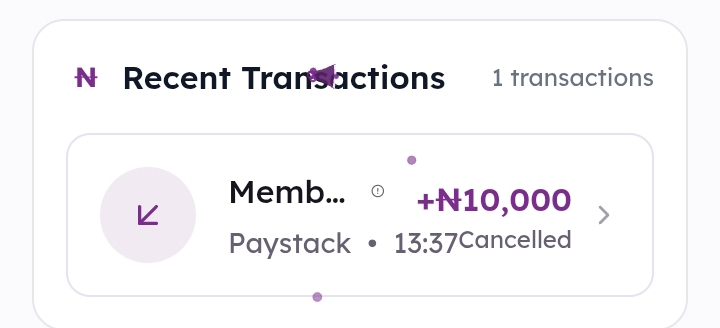 ₦ Recent Transactions 1 transactions
Memb...
+₦10,000
Paystack • 13:37
Cancelled